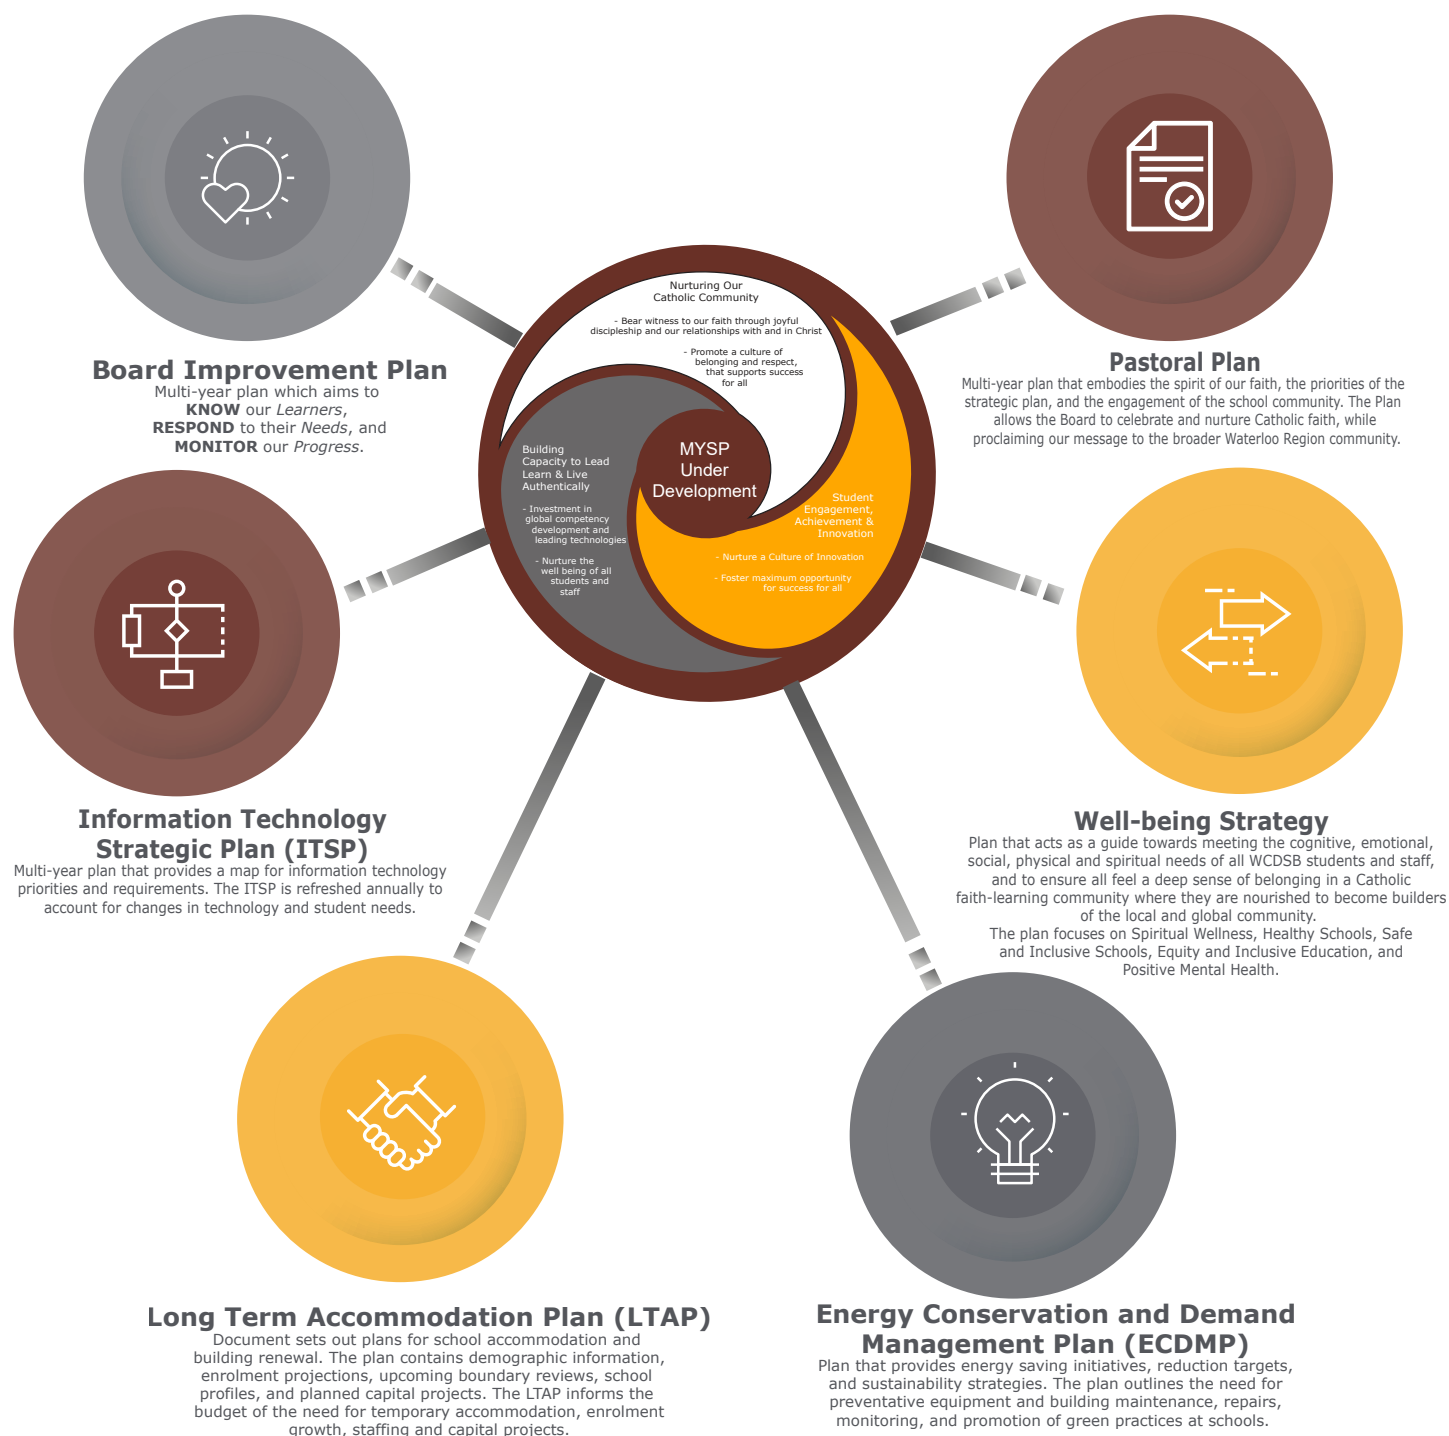 Nurturing Our
Catholic Community
- Bear witness to our faith through joyful
discipleship and our relationships with and in Christ
- Promote a culture of
belonging and respect,
that supports success
for all
Building
Capacity to Lead
Learn & Live
Authentically
- Investment in
global competency
development and
leading technologies
- Nurture the
well being of all
students and
staff
MYSP
Under
Development
Student
Engagement,
Achievement &
Innovation
- Nurture a Culture of Innovation
- Foster maximum opportunity
for success for all
Board Improvement Plan
Multi-year plan which aims to
KNOW our Learners,
RESPOND to their Needs, and
MONITOR our Progress.
Pastoral Plan
Multi-year plan that embodies the spirit of our faith, the priorities of the
strategic plan, and the engagement of the school community. The Plan
allows the Board to celebrate and nurture Catholic faith, while
proclaiming our message to the broader Waterloo Region community.
Information Technology
Strategic Plan (ITSP)
Multi-year plan that provides a map for information technology
priorities and requirements. The ITSP is refreshed annually to
account for changes in technology and student needs.
Well-being Strategy
Plan that acts as a guide towards meeting the cognitive, emotional,
social, physical and spiritual needs of all WCDSB students and staff,
and to ensure all feel a deep sense of belonging in a Catholic
faith-learning community where they are nourished to become builders
of the local and global community.
The plan focuses on Spiritual Wellness, Healthy Schools, Safe
and Inclusive Schools, Equity and Inclusive Education, and
Positive Mental Health.
Long Term Accommodation Plan (LTAP)
Document sets out plans for school accommodation and
building renewal. The plan contains demographic information,
enrolment projections, upcoming boundary reviews, school
profiles, and planned capital projects. The LTAP informs the
budget of the need for temporary accommodation, enrolment
growth, staffing and capital projects.
Energy Conservation and Demand
Management Plan (ECDMP)
Plan that provides energy saving initiatives, reduction targets,
and sustainability strategies. The plan outlines the need for
preventative equipment and building maintenance, repairs,
monitoring, and promotion of green practices at schools.